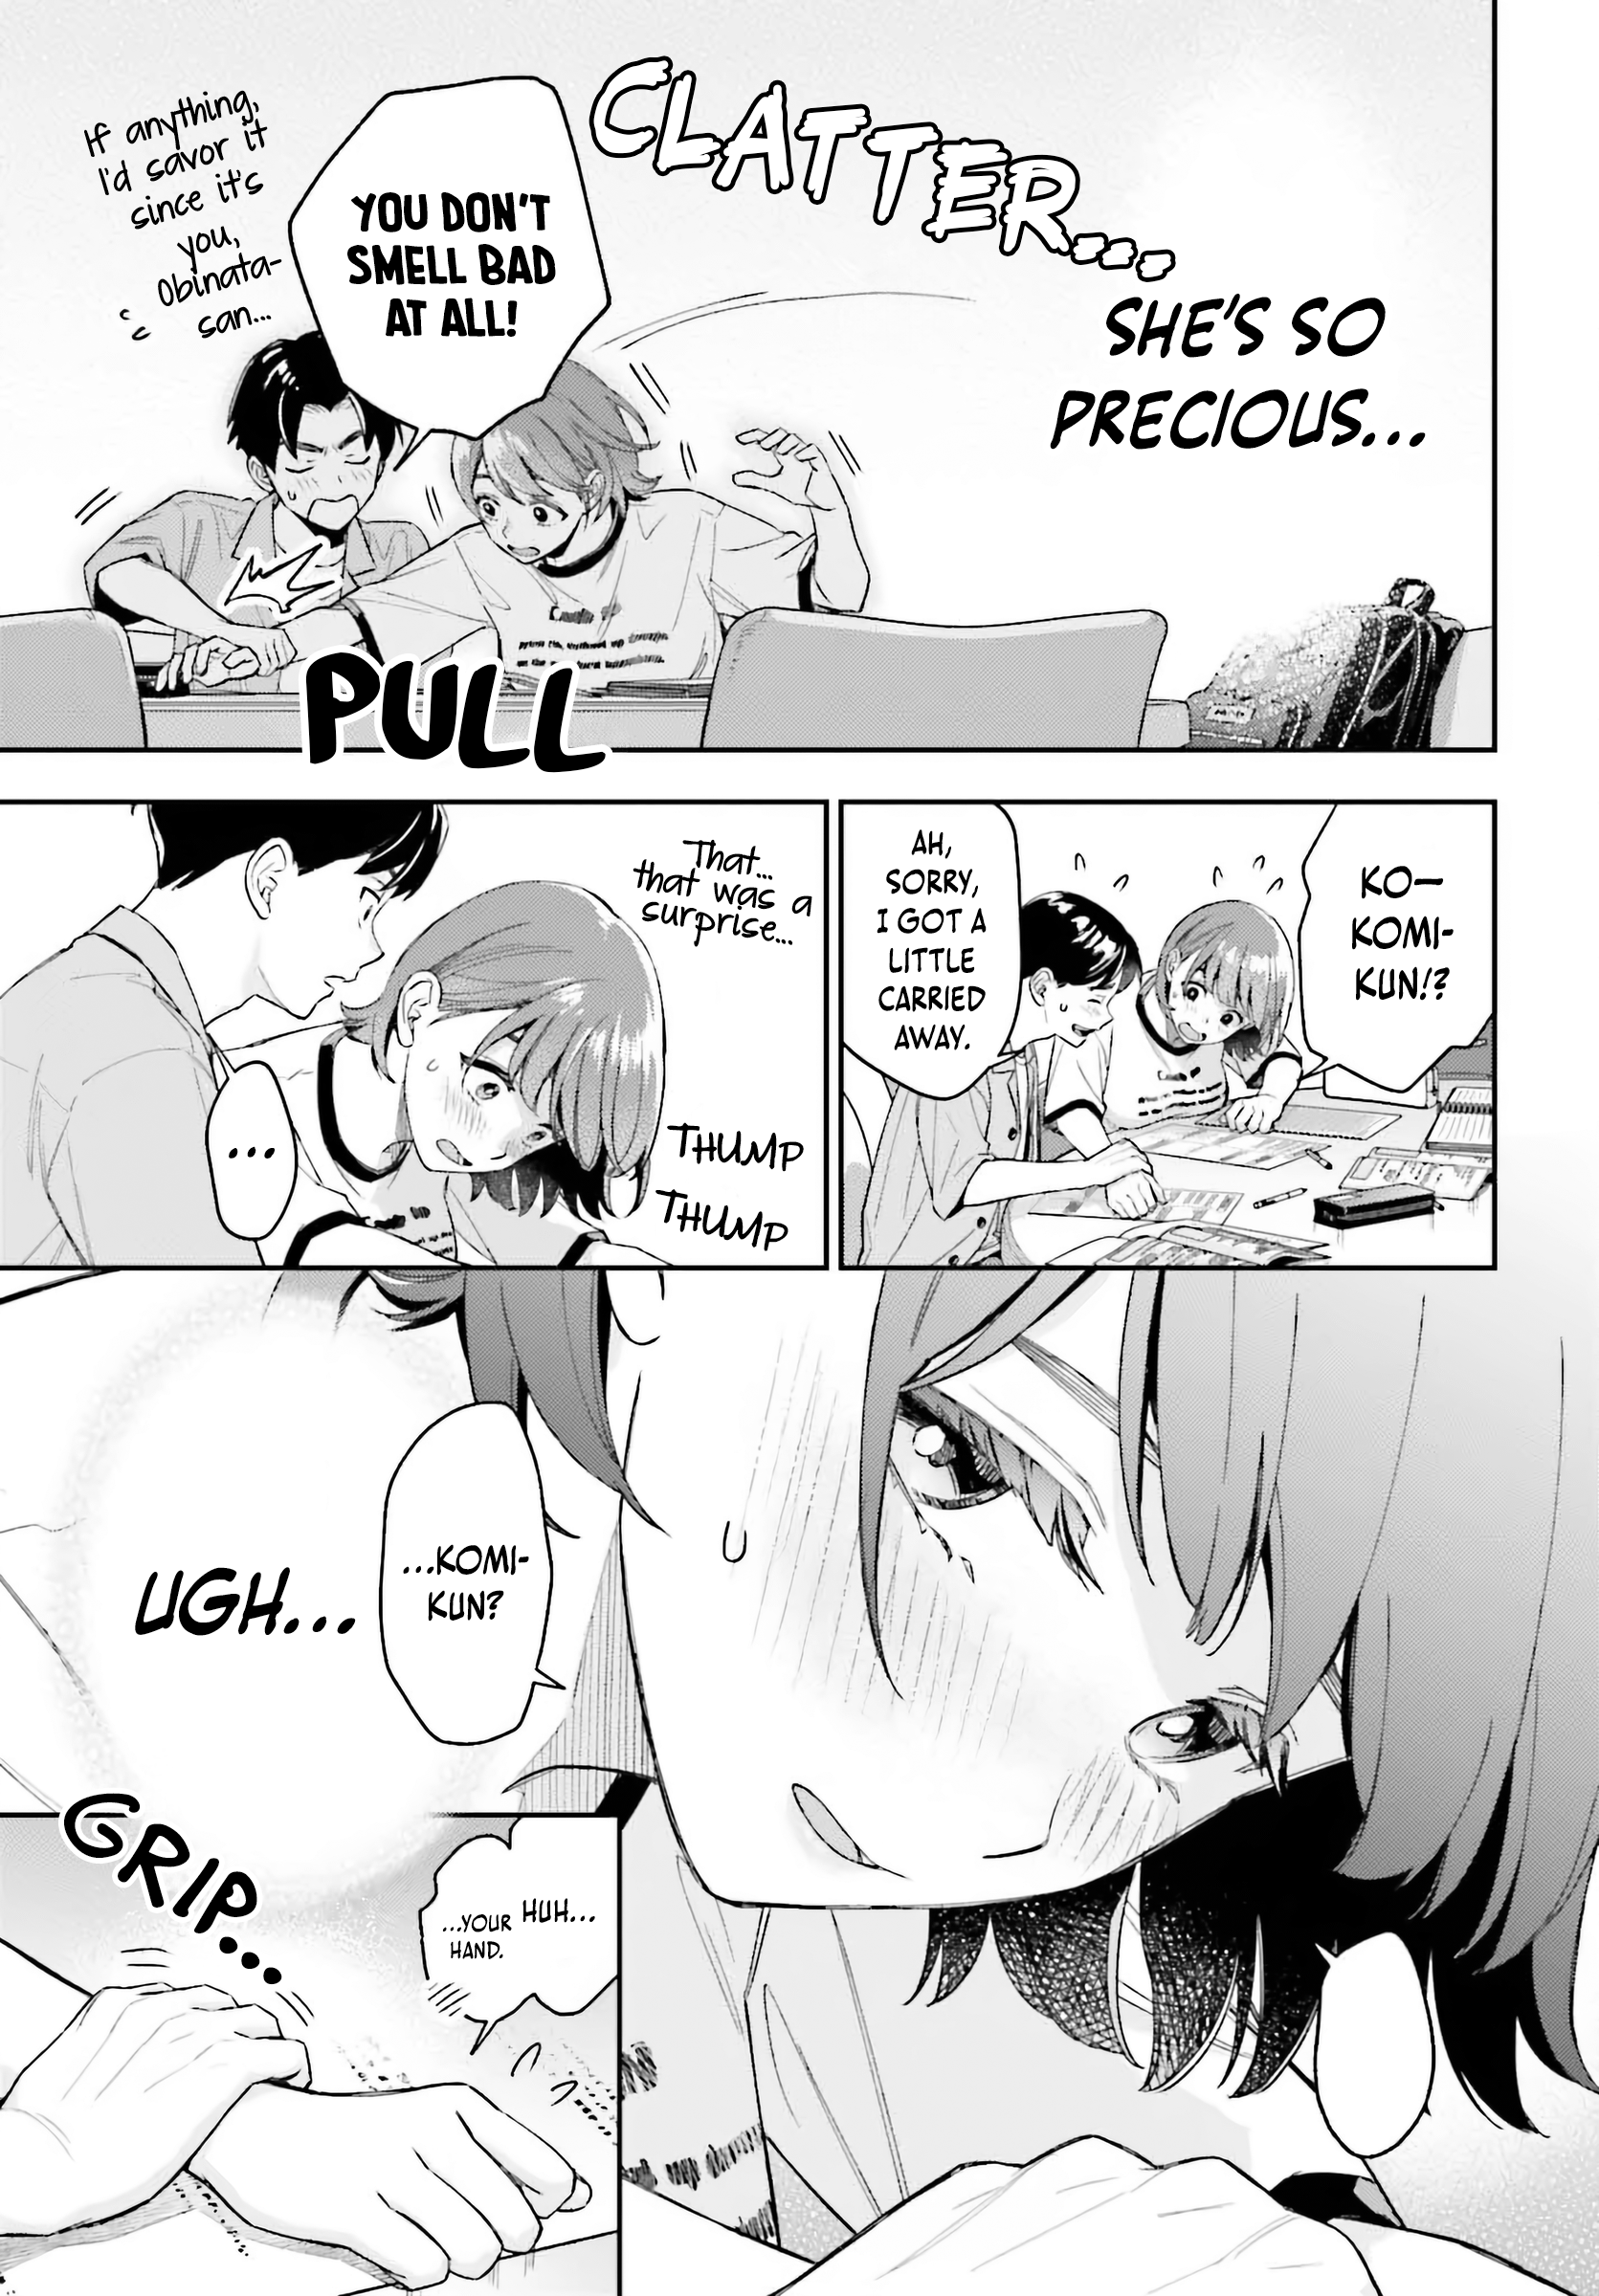 CLATTER...
SHE'S SO
PRECIOUS...
YOU DON'T
SMELL BAD
AT ALL!
If anything,
I'd savor it
since it's
you,
Obinata-
san...
PULL
KO—
KOMI-
KUN!?
AH,
SORRY,
I GOT A
LITTLE
CARRIED
AWAY.
That...
that was a
surprise...
THUMP
THUMP
...
...KOMI-
KUN?
UGH...
GRIP...
HUH...
...YOUR
HAND.